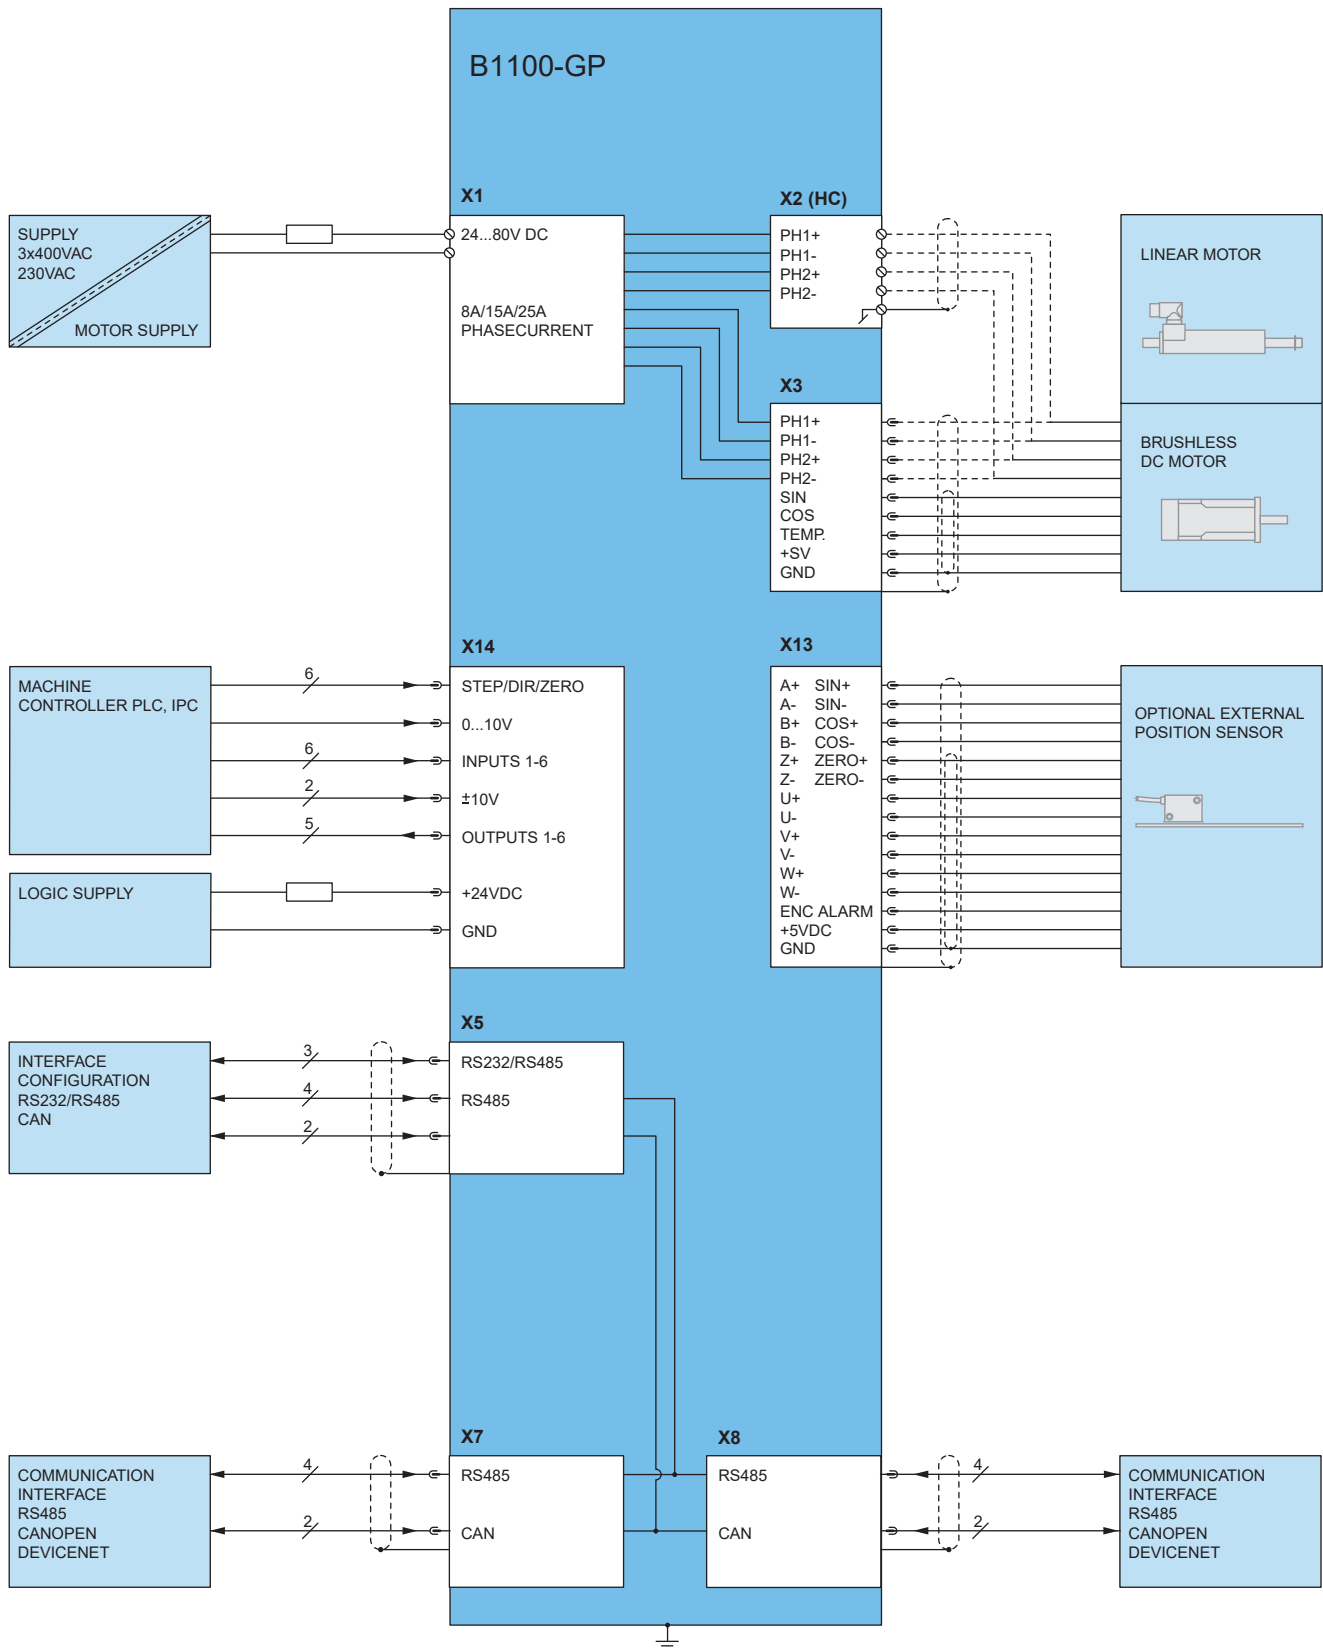 B1100-GP
X1
X2 (HC)
SUPPLY
3x400VAC
230VAC
MOTOR SUPPLY
24...80V DC
8A/15A/25A
PHASECURRENT
PH1+
PH1-
PH2+
PH2-
LINEAR MOTOR
X3
PH1+
PH1-
PH2+
PH2-
SIN
COS
TEMP.
+SV
GND
BRUSHLESS
DC MOTOR
X14
MACHINE
CONTROLLER PLC, IPC
6
STEP/DIR/ZERO
0...10V
6
INPUTS 1-6
2
±10V
5
OUTPUTS 1-6
LOGIC SUPPLY
+24VDC
GND
X13
A+ SIN+
A- SIN-
B+ COS+
B- COS-
Z+ ZERO+
Z- ZERO-
U+
U-
V+
V-
W+
W-
ENC ALARM
+5VDC
GND
OPTIONAL EXTERNAL
POSITION SENSOR
X5
INTERFACE
CONFIGURATION
RS232/RS485
CAN
3
RS232/RS485
4
RS485
2
X7
COMMUNICATION
INTERFACE
RS485
CANOPEN
DEVICENET
4
RS485
2
CAN
X8
RS485
4
CAN
2
COMMUNICATION
INTERFACE
RS485
CANOPEN
DEVICENET